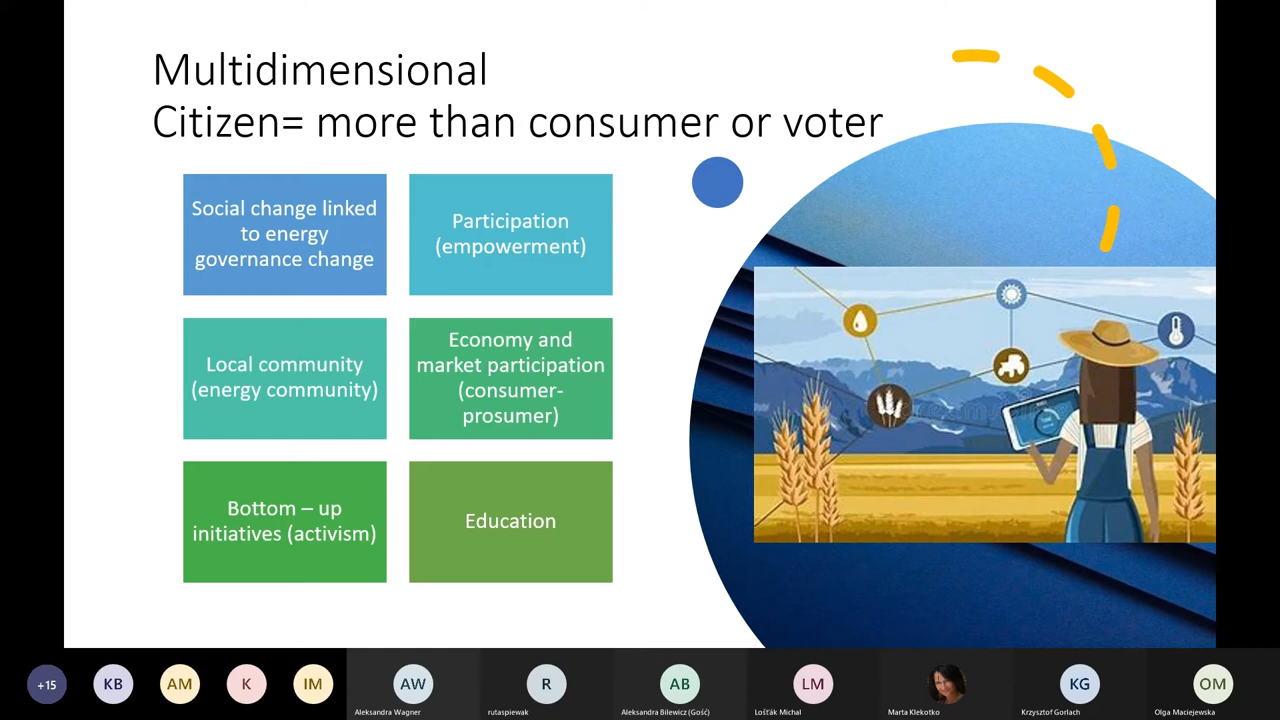 Multidimensional
Citizen= more than consumer or voter
Social change linked
to energy
governance change
Participation
(empowerment)
Local community
(energy community)
Economy and
market participation
(consumer-
prosumer)
Bottom – up
initiatives (activism)
Education
+15
KB
AM
K
IM
AW
Aleksandra Wagner
R
rutaspiewak
AB
Aleksandra Bilewicz (Gość)
LM
Lošťák Michal
Marta Klekotko
KG
Krzysztof Gorlach
OM
Olga Maciejewska